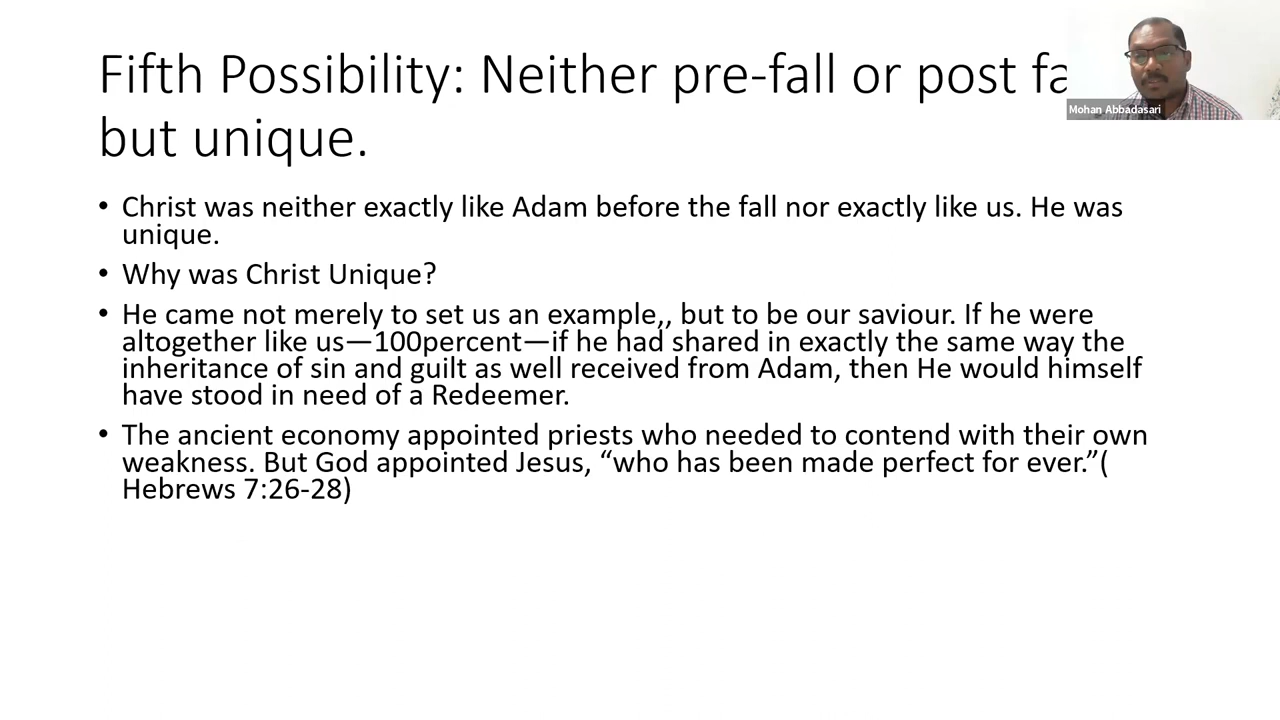 Fifth Possibility: Neither pre-fall or post fa
but unique.
Mohan Abbadasari
• Christ was neither exactly like Adam before the fall nor exactly like us. He was
unique.
• Why was Christ Unique?
• He came not merely to set us an example,, but to be our saviour. If he were
altogether like us—100percent—if he had shared in exactly the same way the
inheritance of sin and guilt as well received from Adam, then He would himself
have stood in need of a Redeemer.
• The ancient economy appointed priests who needed to contend with their own
weakness. But God appointed Jesus, “who has been made perfect for ever.”(
Hebrews 7:26-28)